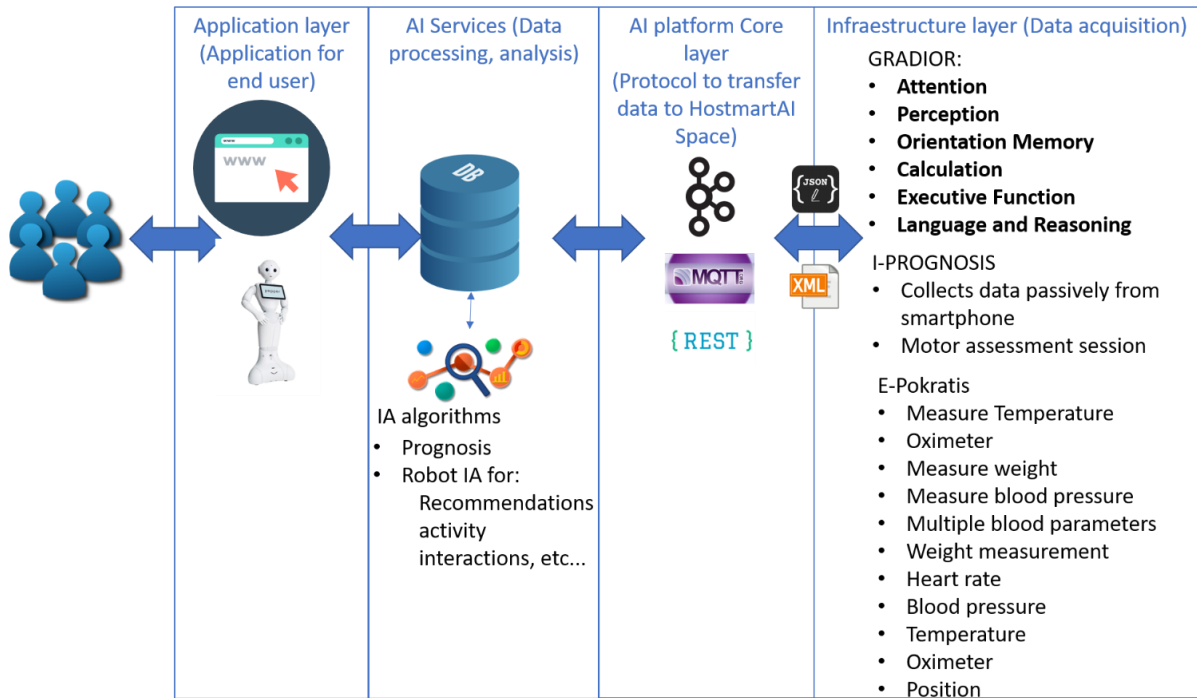 Application layer
(Application for
end user)
www
WWW
AI Services (Data
processing, analysis)
DB
IA algorithms
• Prognosis
• Robot IA for:
Recommendations
activity
interactions, etc...
AI platform Core
layer
(Protocol to transfer
data to HostmartAI
Space)
MQTT
{ REST }
{JSON}
XML
Infraestructure layer (Data acquisition)
GRADIOR:
• Attention
• Perception
• Orientation Memory
• Calculation
• Executive Function
• Language and Reasoning
I-PROGNOSIS
• Collects data passively from
smartphone
• Motor assessment session
E-Pokratis
• Measure Temperature
• Oximeter
• Measure weight
• Measure blood pressure
• Multiple blood parameters
• Weight measurement
• Heart rate
• Blood pressure
• Temperature
• Oximeter
• Position